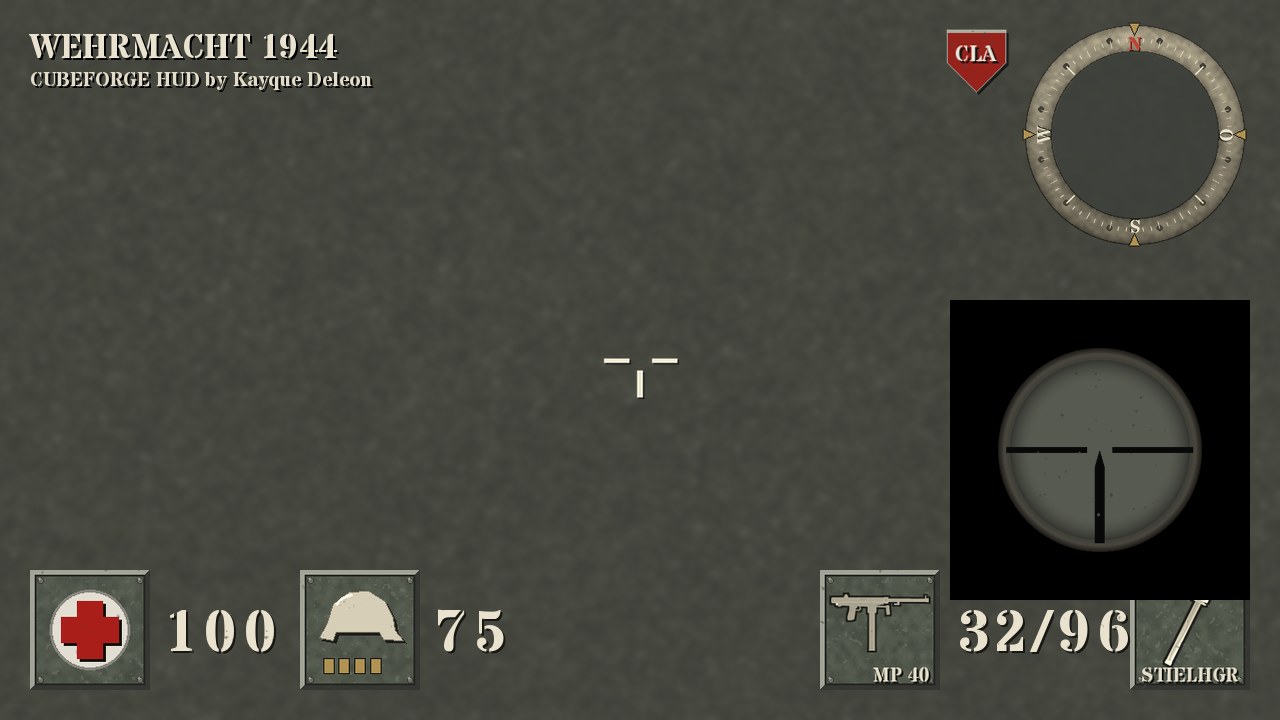 WEHRMACHT 1944
CUBEFORGE HUD by Kayque Deleon
CLA
N
W
O
S
100
75
MP 40
32/96
STIELHGR